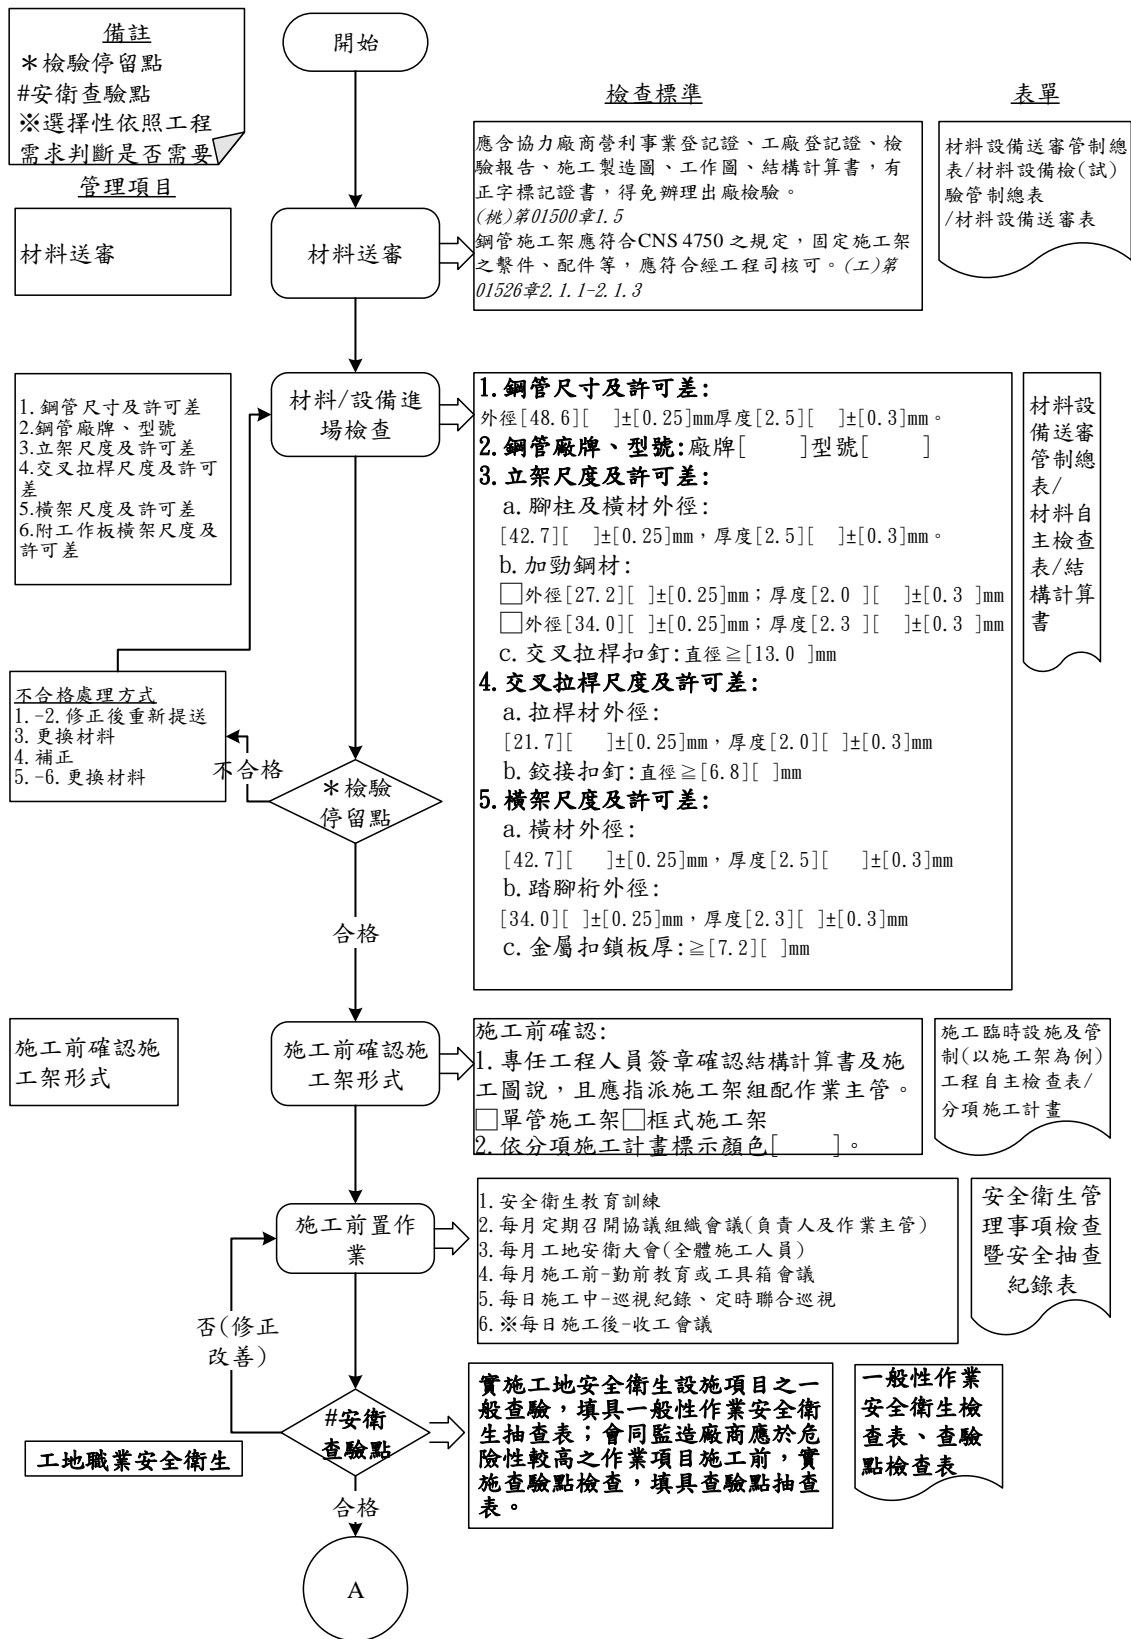 備註
＊檢驗停留點
#安衛查驗點
※選擇性依照工程
需求判斷是否需要
開始
檢查標準
表單
管理項目
材料送審
材料送審
應含協力廠商營利事業登記證、工廠登記證、檢
驗報告、施工製造圖、工作圖、結構計算書，有
正字標記證書，得免辦理出廠檢驗。
(桃)第01500章1.5
鋼管施工架應符合CNS 4750 之規定，固定施工架
之繫件、配件等，應符合經工程司核可。(工)第
01526章2.1.1-2.1.3
材料設備送審管制總
表/材料設備檢(試)
驗管制總表
/材料設備送審表
1.鋼管尺寸及許可差
2.鋼管廠牌、型號
3.立架尺度及許可差
4.交叉拉桿尺度及許可
差
5.橫架尺度及許可差
6.附工作板橫架尺度及
許可差
材料/設備進
場檢查
1.鋼管尺寸及許可差:
外徑[48.6][　]±[0.25]mm厚度[2.5][　]±[0.3]mm。
2.鋼管廠牌、型號:廠牌[　　]型號[　　]
3.立架尺度及許可差:
a.腳柱及橫材外徑:
[42.7][　]±[0.25]mm，厚度[2.5][　]±[0.3]mm。
b.加勁鋼材:
□外徑[27.2][ ]±[0.25]mm；厚度[2.0 ][　]±[0.3 ]mm
□外徑[34.0][ ]±[0.25]mm；厚度[2.3 ][　]±[0.3 ]mm
c.交叉拉桿扣釘:直徑≧[13.0 ]mm
4.交叉拉桿尺度及許可差:
a.拉桿材外徑:
[21.7][　]±[0.25]mm，厚度[2.0][ ]±[0.3]mm
b.鉸接扣釘:直徑≧[6.8][ ]mm
5.橫架尺度及許可差:
a.橫材外徑:
[42.7][　]±[0.25]mm，厚度[2.5][　]±[0.3]mm
b.踏腳桁外徑:
[34.0][ ]±[0.25]mm，厚度[2.3][ ]±[0.3]mm
c.金屬扣鎖板厚:≧[7.2][ ]mm
材料設
備送審
管制總
表/
材料自
主檢查
表/結
構計算
書
不合格處理方式
1.-2.修正後重新提送
3.更換材料
4.補正
5.-6.更換材料
不合格
＊檢驗
停留點
合格
施工前確認施
工架形式
施工前確認施
工架形式
施工前確認:
1.專任工程人員簽章確認結構計算書及施
工圖說，且應指派施工架組配作業主管。
□單管施工架□框式施工架
2.依分項施工計畫標示顏色[　　]。
施工臨時設施及管
制(以施工架為例)
工程自主檢查表/
分項施工計畫
施工前置作
業
1.安全衛生教育訓練
2.每月定期召開協議組織會議(負責人及作業主管)
3.每月工地安衛大會(全體施工人員)
4.每月施工前-勤前教育或工具箱會議
5.每日施工中-巡視紀錄、定時聯合巡視
6.※每日施工後-收工會議
安全衛生管
理事項檢查
暨安全抽查
紀錄表
否(修正
改善)
工地職業安全衛生
#安衛
查驗點
實施工地安全衛生設施項目之一
般查驗，填具一般性作業安全衛
生抽查表；會同監造廠商應於危
險性較高之作業項目施工前，實
施查驗點檢查，填具查驗點抽查
表。
一般性作業
安全衛生檢
查表、查驗
點檢查表
合格
A